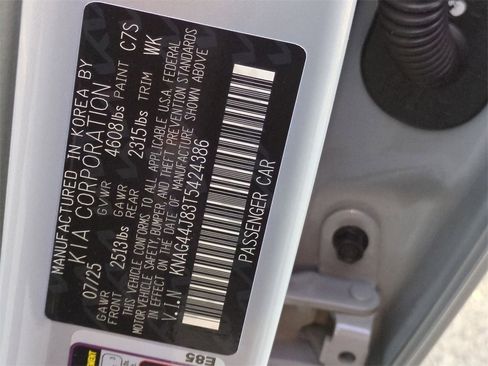 MANUFACTURED IN KOREA BY
KIA CORPORATION
07/25 GVWR 4608lbs PAINT C7S
GAWR FRONT 2513lbs GAWR REAR 2315lbs TRIM WK
THIS VEHICLE CONFORMS TO ALL APPLICABLE U.S.A. FEDERAL
MOTOR VEHICLE SAFETY, BUMPER, AND THEFT PREVENTION STANDARDS
IN EFFECT ON THE DATE OF MANUFACTURE SHOWN ABOVE
V.I.N KNAG44J83T5424386
PASSENGER CAR
E85